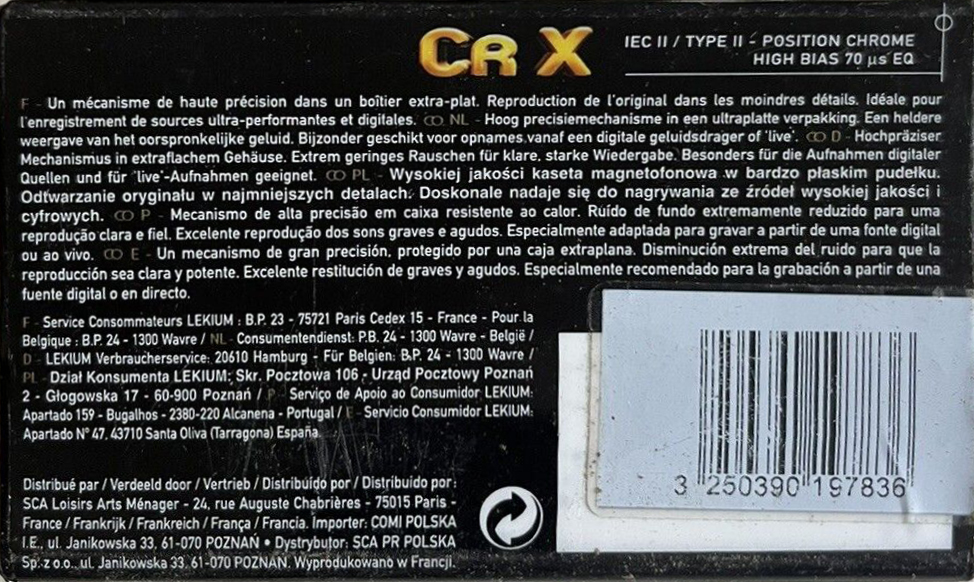 CR X
IEC II / TYPE II - POSITION CHROME
HIGH BIAS 70 µs EQ
F - Un mécanisme de haute précision dans un boîtier extra-plat. Reproduction de l'original dans les moindres détails. Idéale pour
l'enregistrement de sources ultra-performantes et digitales. NL - Hoog precisiemechanisme in een ultraplatte verpakking. Een heldere
weergave van het oorspronkelijke geluid. Bijzonder geschikt voor opnames vanaf een digitale geluidsdrager of 'live'. D - Hochpräziser
Mechanismus in extraflachem Gehäuse. Extrem geringes Rauschen für klare, starke Wiedergabe. Besonders für die Aufnahmen digitaler
Quellen und für 'live'-Aufnahmen geeignet. PL - Wysokiej jakości kaseta magnetofonowa w bardzo płaskim pudełku.
Odtwarzanie oryginału w najmniejszych detalach. Doskonale nadaje się do nagrywania ze źródeł wysokiej jakości i
cyfrowych. P - Mecanismo de alta precisão em caixa resistente ao calor. Ruído de fundo extremamente reduzido para uma
reprodução clara e fiel. Excelente reprodução dos sons graves e agudos. Especialmente adaptada para gravar a partir de uma fonte digital
ou ao vivo. E - Un mecanismo de gran precisión, protegido por una caja extraplana. Disminución extrema del ruido para que la
reproducción sea clara y potente. Excelente restitución de graves y agudos. Especialmente recomendado para la grabación a partir de una
fuente digital o en directo.
F - Service Consommateurs LEKIUM : B.P. 23 - 75721 Paris Cedex 15 - France - Pour la
Belgique : B.P. 24 - 1300 Wavre / NL - Consumentendienst: P.B. 24 - 1300 Wavre - België /
D - LEKIUM Verbraucherservice: 20610 Hamburg - Für Belgien: B.P. 24 - 1300 Wavre /
PL - Dział Konsumenta LEKIUM: Skr. Pocztowa 106 - Urząd Pocztowy Poznań
2 - Głogowska 17 - 60-900 Poznań / P - Serviço de Apoio ao Consumidor LEKIUM:
Apartado 159 - Bugalhos - 2380-220 Alcanena - Portugal / E - Servicio Consumidor LEKIUM:
Apartado N° 47. 43710 Santa Oliva (Tarragona) España.
Distribué par / Verdeeld door / Vertrieb / Distribuído por / Distribuido por:
SCA Loisirs Arts Ménager - 24, rue Auguste Chabrières - 75015 Paris -
France / Frankrijk / Frankreich / França / Francia. Importer: COMI POLSKA
I.E., ul. Janikowska 33, 61-070 POZNAŃ • Dystrybutor: SCA PR POLSKA
Sp. z o.o., ul. Janikowska 33, 61-070 POZNAŃ. Wyprodukowano w Francji.
3 250390 197836